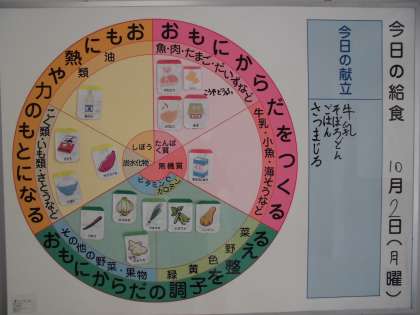 今日の給食
10月2日(月曜)
今日の献立
牛乳
そぼろどん
ごはん
さつまじる
おもにからだをつくる
魚・肉・たまご・だいずなど
こうやどうふ
牛乳・小魚・海そうなど
おもに熱や力のもとになる
油類
こく類・いも類・さとうなど
おもにからだの調子を整える
緑黄色野菜
その他の野菜・果物
しぼう
たんぱく質
炭水化物
無機質
ビタミンC
カロチン